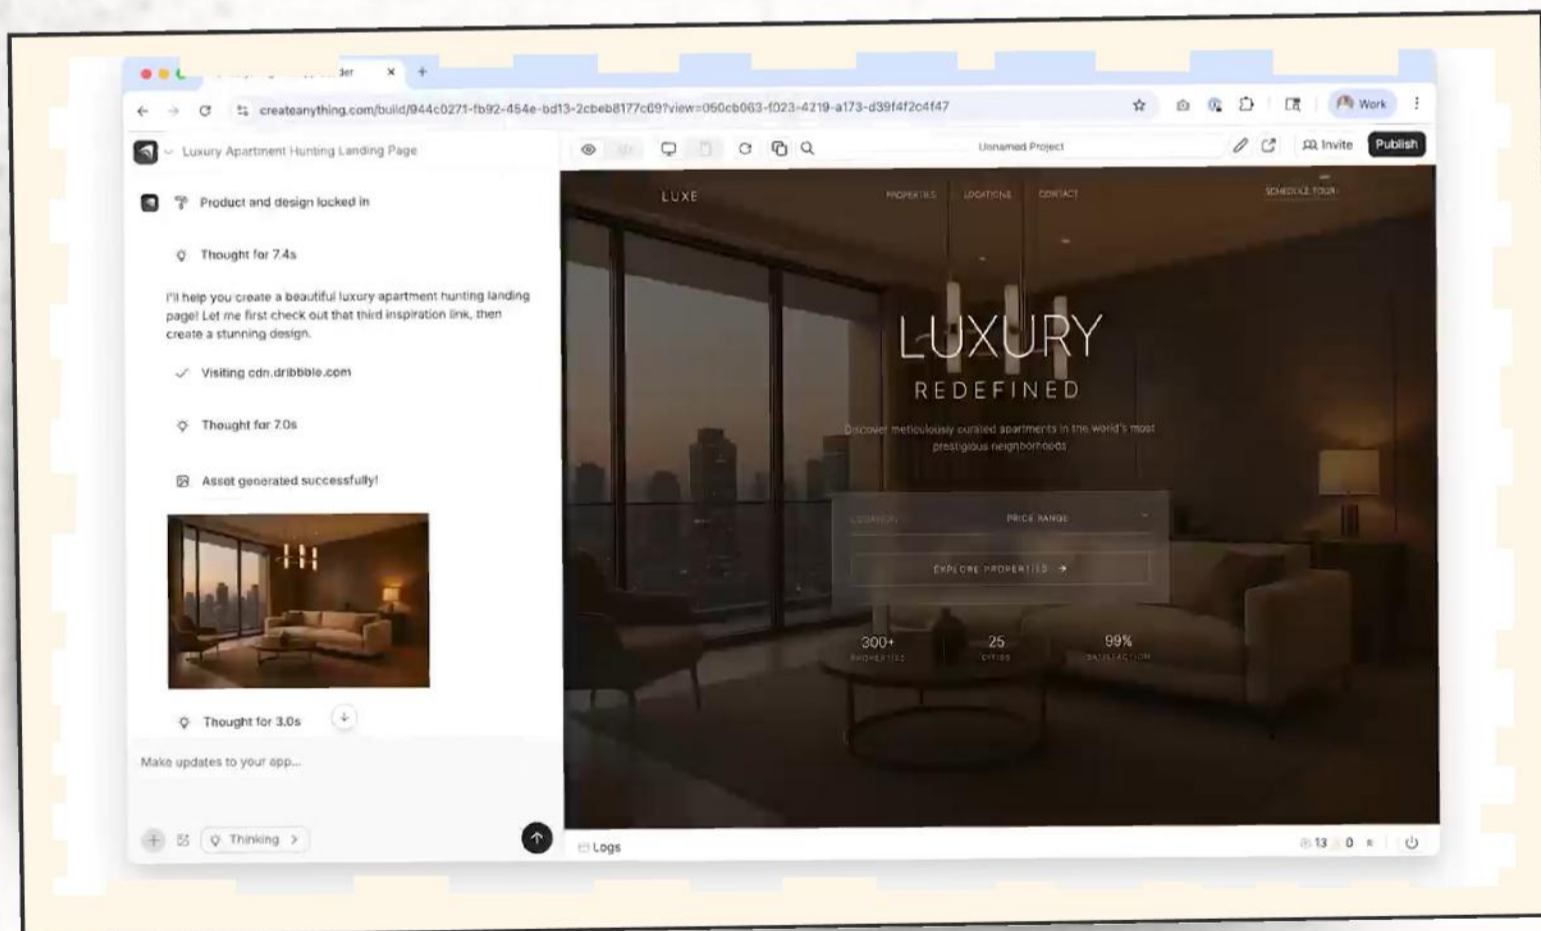 createanything.com/build/944c0271-fb92-454e-bd13-2cbeb8177c69?view=050cb063-f023-4219-a173-d39f4f2c4f47
Work
Luxury Apartment Hunting Landing Page
Unnamed Project
Invite
Publish
Product and design locked in
Thought for 7.4s
I'll help you create a beautiful luxury apartment hunting landing
page! Let me first check out that third inspiration link, then
create a stunning design.
Visiting cdn.dribbble.com
Thought for 7.0s
Asset generated successfully!
Thought for 3.0s
Make updates to your app...
Thinking
LUXE
PROPERTIES
LOCATIONS
CONTACT
SCHEDULE TOUR
LUXURY
REDEFINED
Discover meticulously curated apartments in the world's most
prestigious neighborhoods
LOCATION
PRICE RANGE
EXPLORE PROPERTIES →
300+
PROPERTIES
25
CITIES
99%
SATISFACTION
Logs
13
0